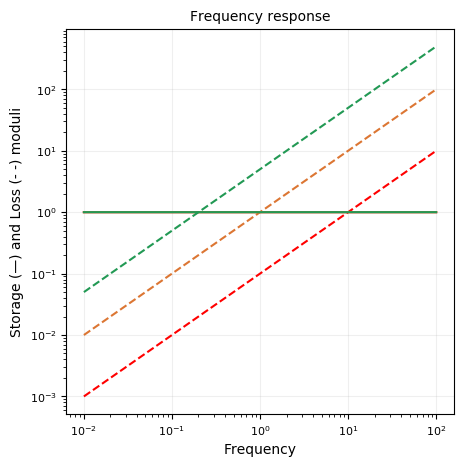 Frequency response
Storage (—) and Loss (- -) moduli
10²
10¹
10⁰
10⁻¹
10⁻²
10⁻³
10⁻² 10⁻¹ 10⁰ 10¹ 10²
Frequency